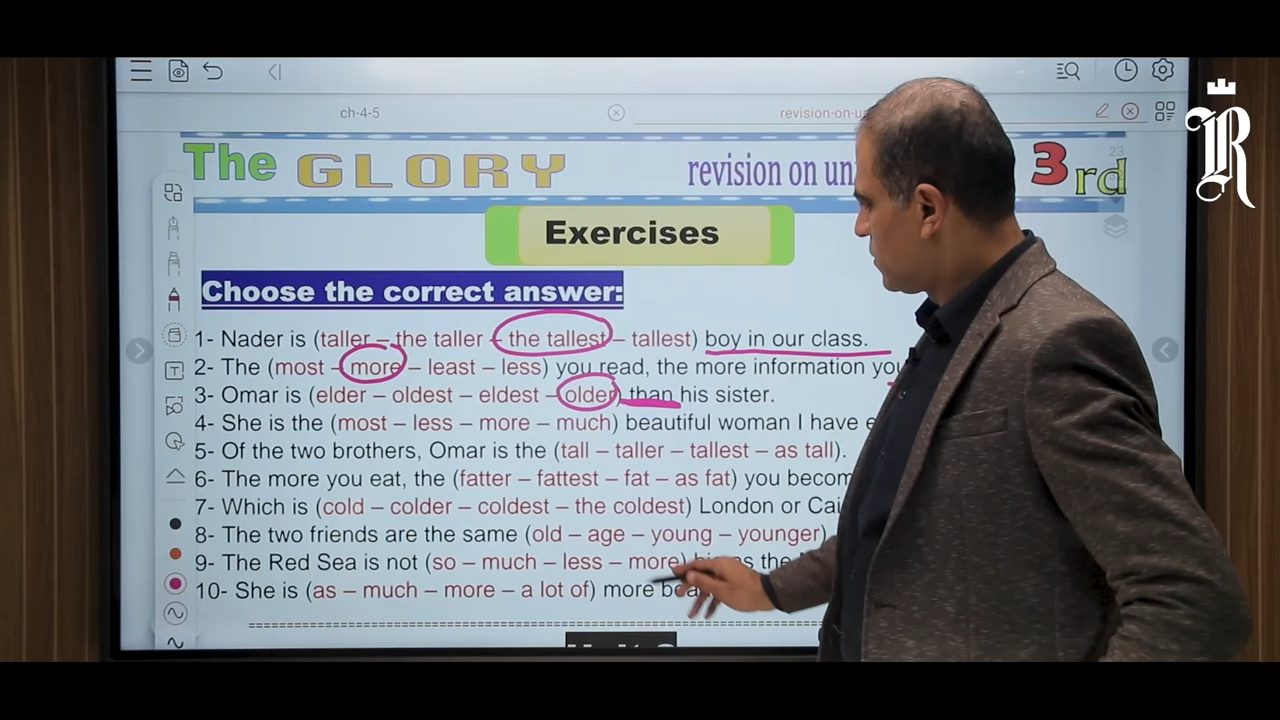 ch-4-5
revision-on-un
23
The GLORY revision on uni 3rd
Exercises
Choose the correct answer:
1- Nader is (taller – the taller – the tallest – tallest) boy in our class.
2- The (most – more – least – less) you read, the more information you
3- Omar is (elder – oldest – eldest – older) than his sister.
4- She is the (most – less – more – much) beautiful woman I have e
5- Of the two brothers, Omar is the (tall – taller – tallest – as tall).
6- The more you eat, the (fatter – fattest – fat – as fat) you becom
7- Which is (cold – colder – coldest – the coldest) London or Cai
8- The two friends are the same (old – age – young – younger)
9- The Red Sea is not (so – much – less – more) big as the
10- She is (as – much – more – a lot of) more bea
R